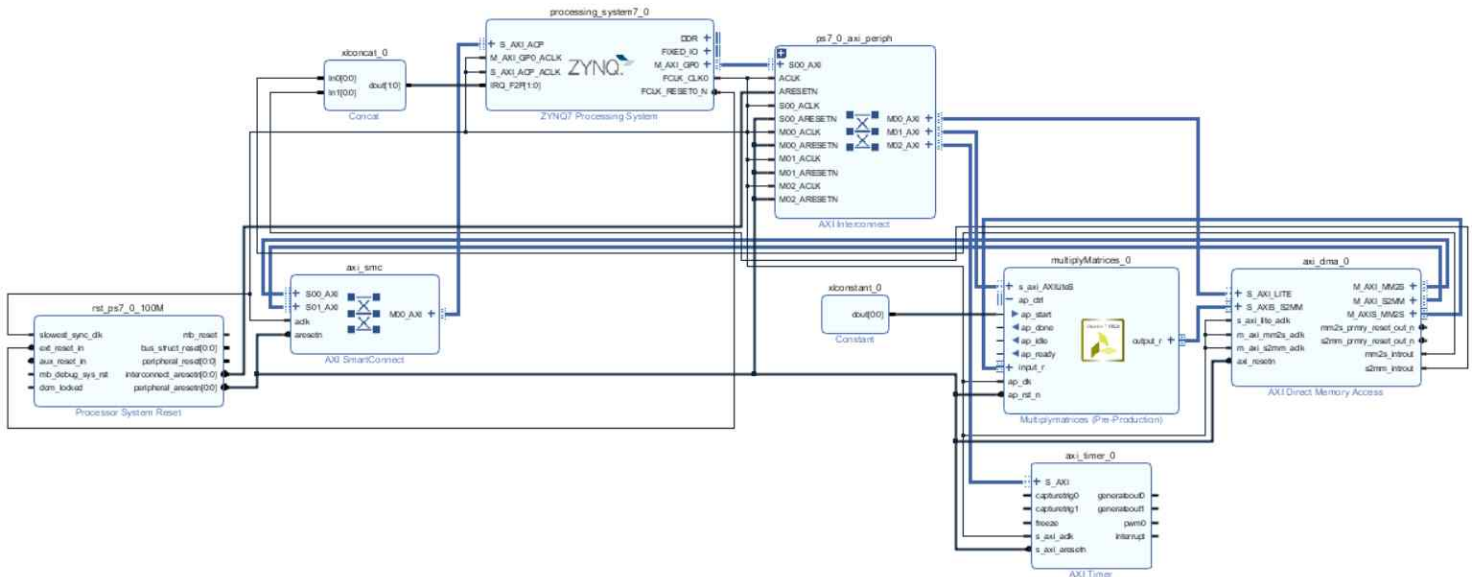 processing_system7_0
S_AXI_ACP
M_AXI_GP0_ACLK
S_AXI_ACP_ACLK
IRQ_F2P[1:0]
ZYNQ
DDR
FIXED_IO
M_AXI_GP0
FCLK_CLK0
FCLK_RESET0_N
ZYNQ7 Processing System
xlconcat_0
In0[0:0]
In1[0:0]
dout[1:0]
Concat
ps7_0_axi_periph
S00_AXI
ACLK
ARESETN
S00_ACLK
S00_ARESETN
M00_ACLK
M00_ARESETN
M01_ACLK
M01_ARESETN
M02_ACLK
M02_ARESETN
M00_AXI
M01_AXI
M02_AXI
AXI Interconnect
axi_smc
S00_AXI
S01_AXI
aclk
aresetn
M00_AXI
AXI SmartConnect
rst_ps7_0_100M
slowest_sync_clk
ext_reset_in
aux_reset_in
mb_debug_sys_rst
dcm_locked
mb_reset
bus_struct_reset[0:0]
peripheral_reset[0:0]
interconnect_aresetn[0:0]
peripheral_aresetn[0:0]
Processor System Reset
xlconstant_0
dout[0:0]
Constant
multiplyMatrices_0
s_axi_AXILiteS
ap_ctrl
ap_start
ap_done
ap_idle
ap_ready
input_r
ap_clk
ap_rst_n
output_r
Multiplymatrices (Pre-Production)
axi_dma_0
S_AXI_LITE
S_AXIS_S2MM
s_axi_lite_aclk
m_axi_mm2s_aclk
m_axi_s2mm_aclk
axi_resetn
M_AXI_MM2S
M_AXI_S2MM
M_AXIS_MM2S
mm2s_prmry_reset_out_n
s2mm_prmry_reset_out_n
mm2s_introut
s2mm_introut
AXI Direct Memory Access
axi_timer_0
S_AXI
capturetrig0
capturetrig1
freeze
s_axi_aclk
s_axi_aresetn
generateout0
generateout1
pwm0
interrupt
AXI Timer